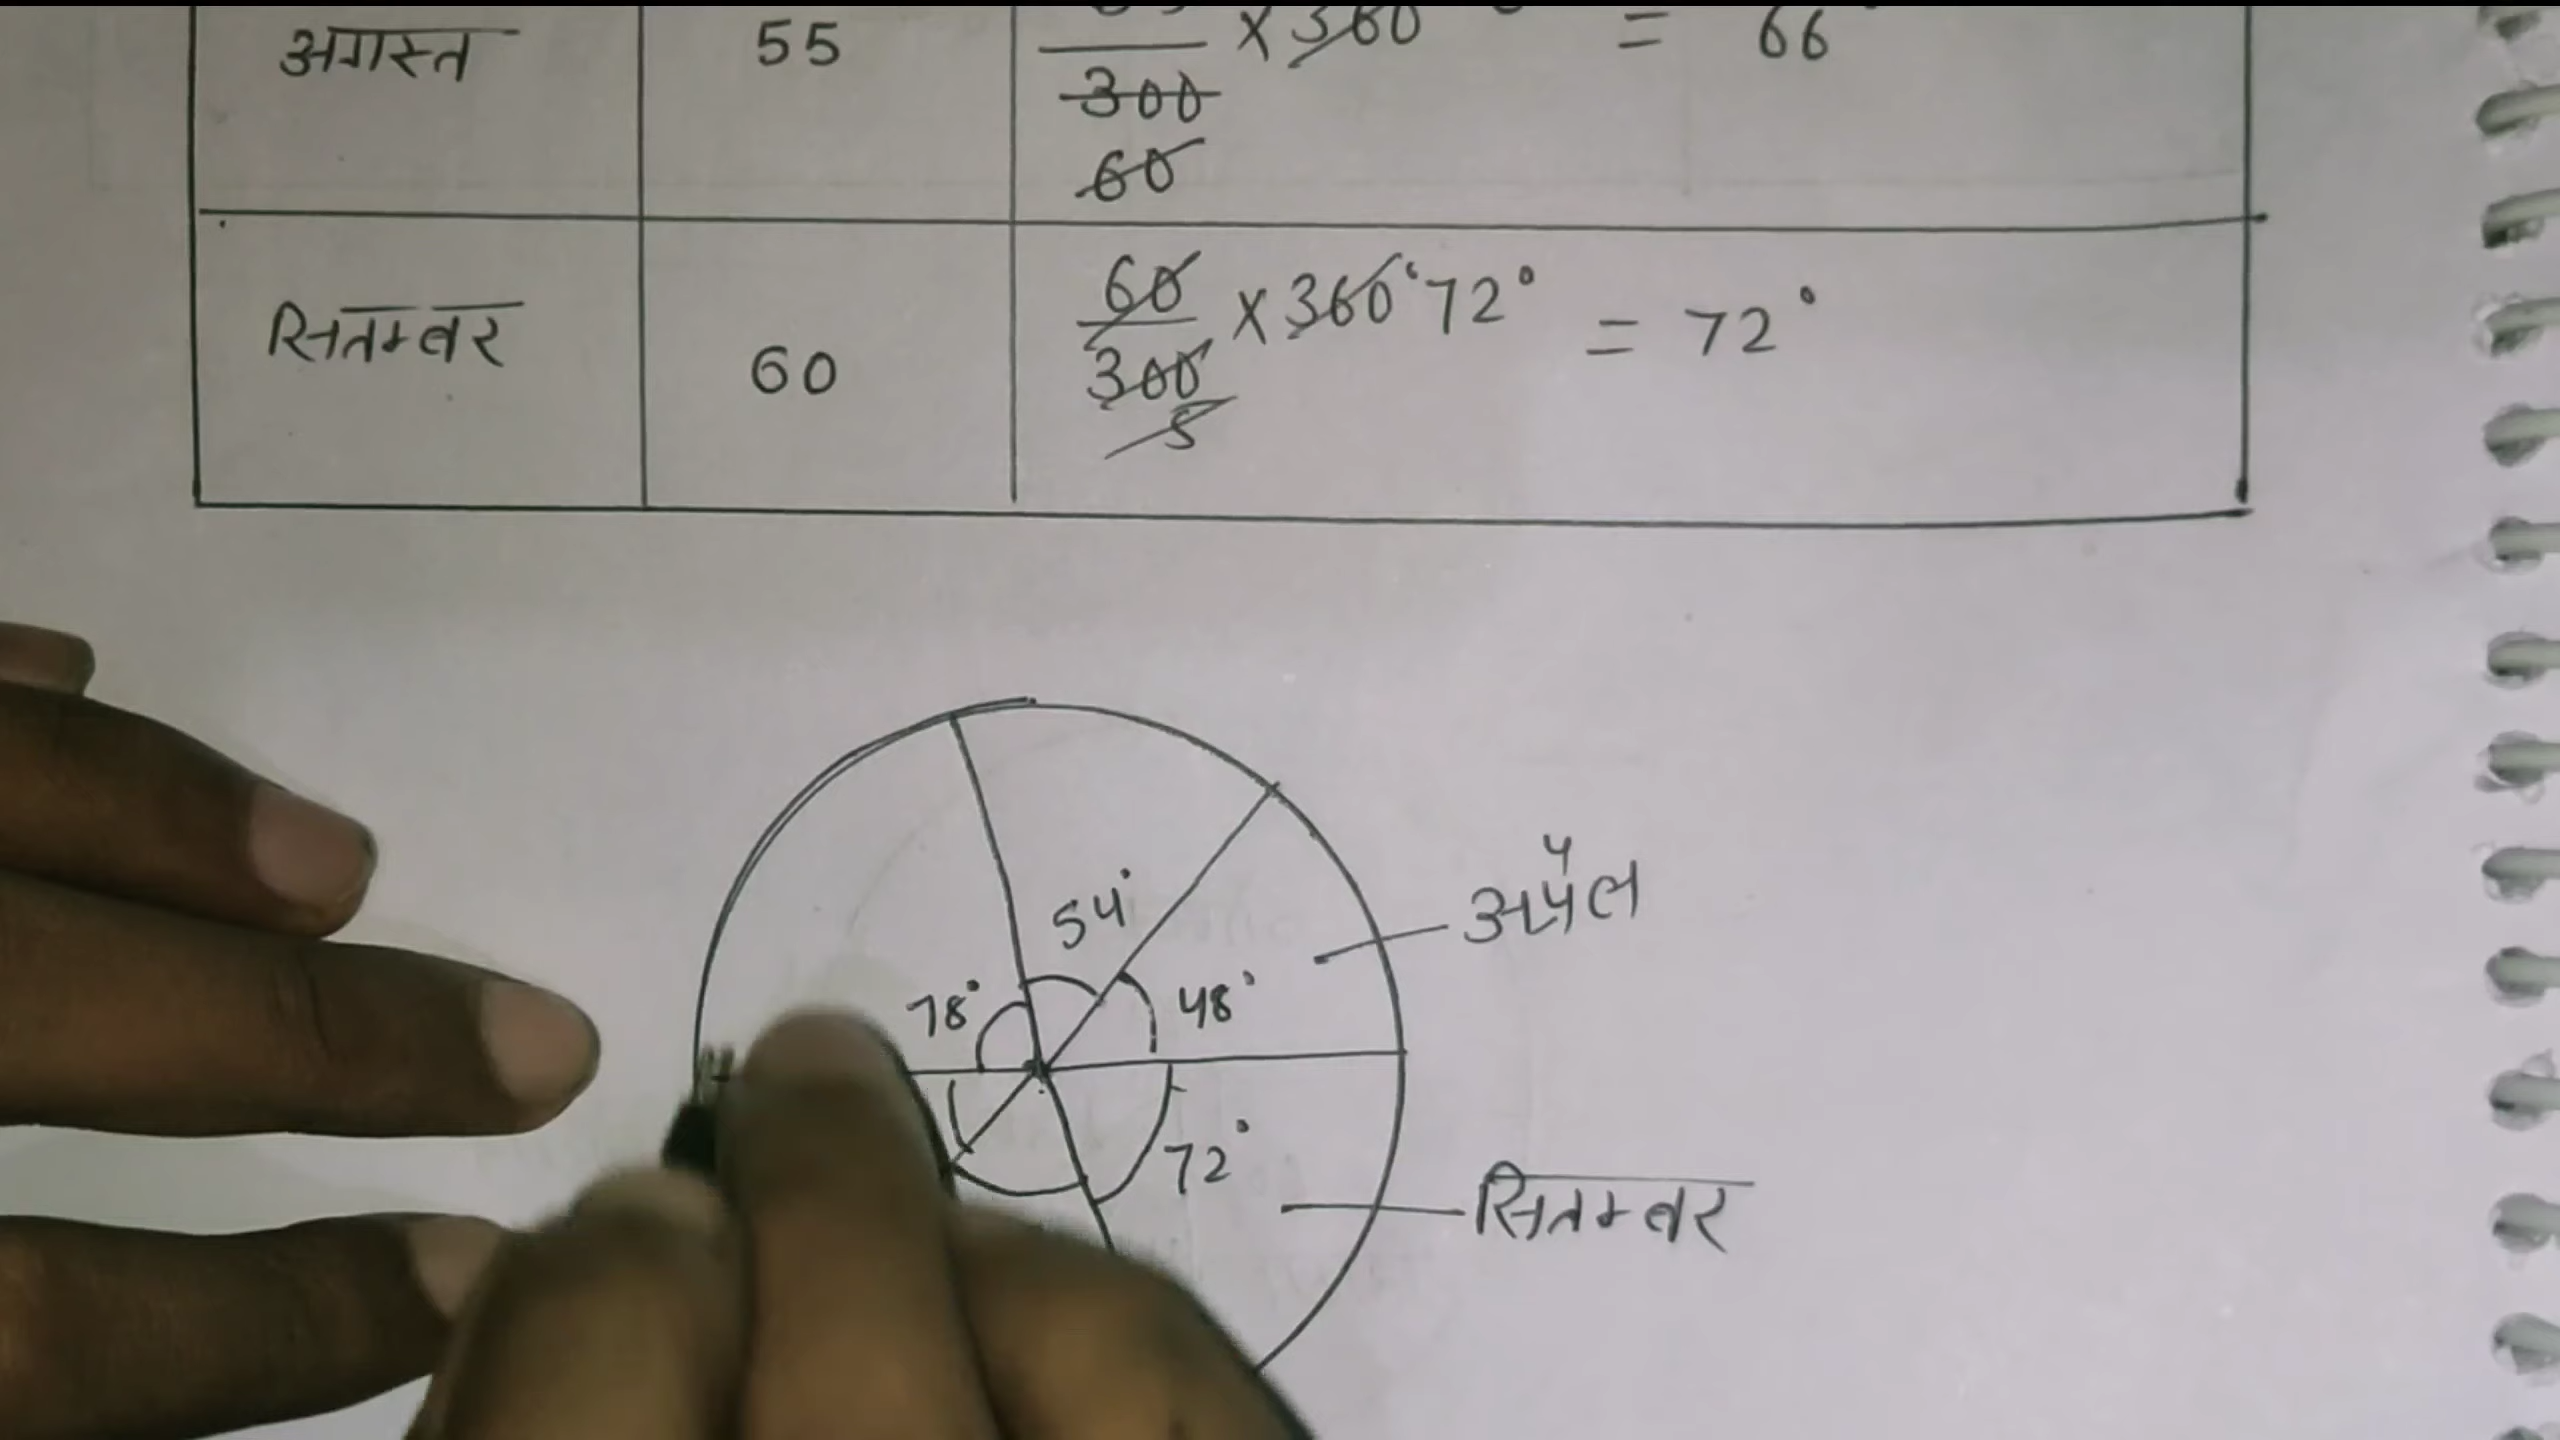 अगस्त 55 300 × 360 = 66°
60
सितम्बर 60 60/300 × 360° 72° = 72°
5
54°
अप्रैल
78° 48°
72°
सितम्बर